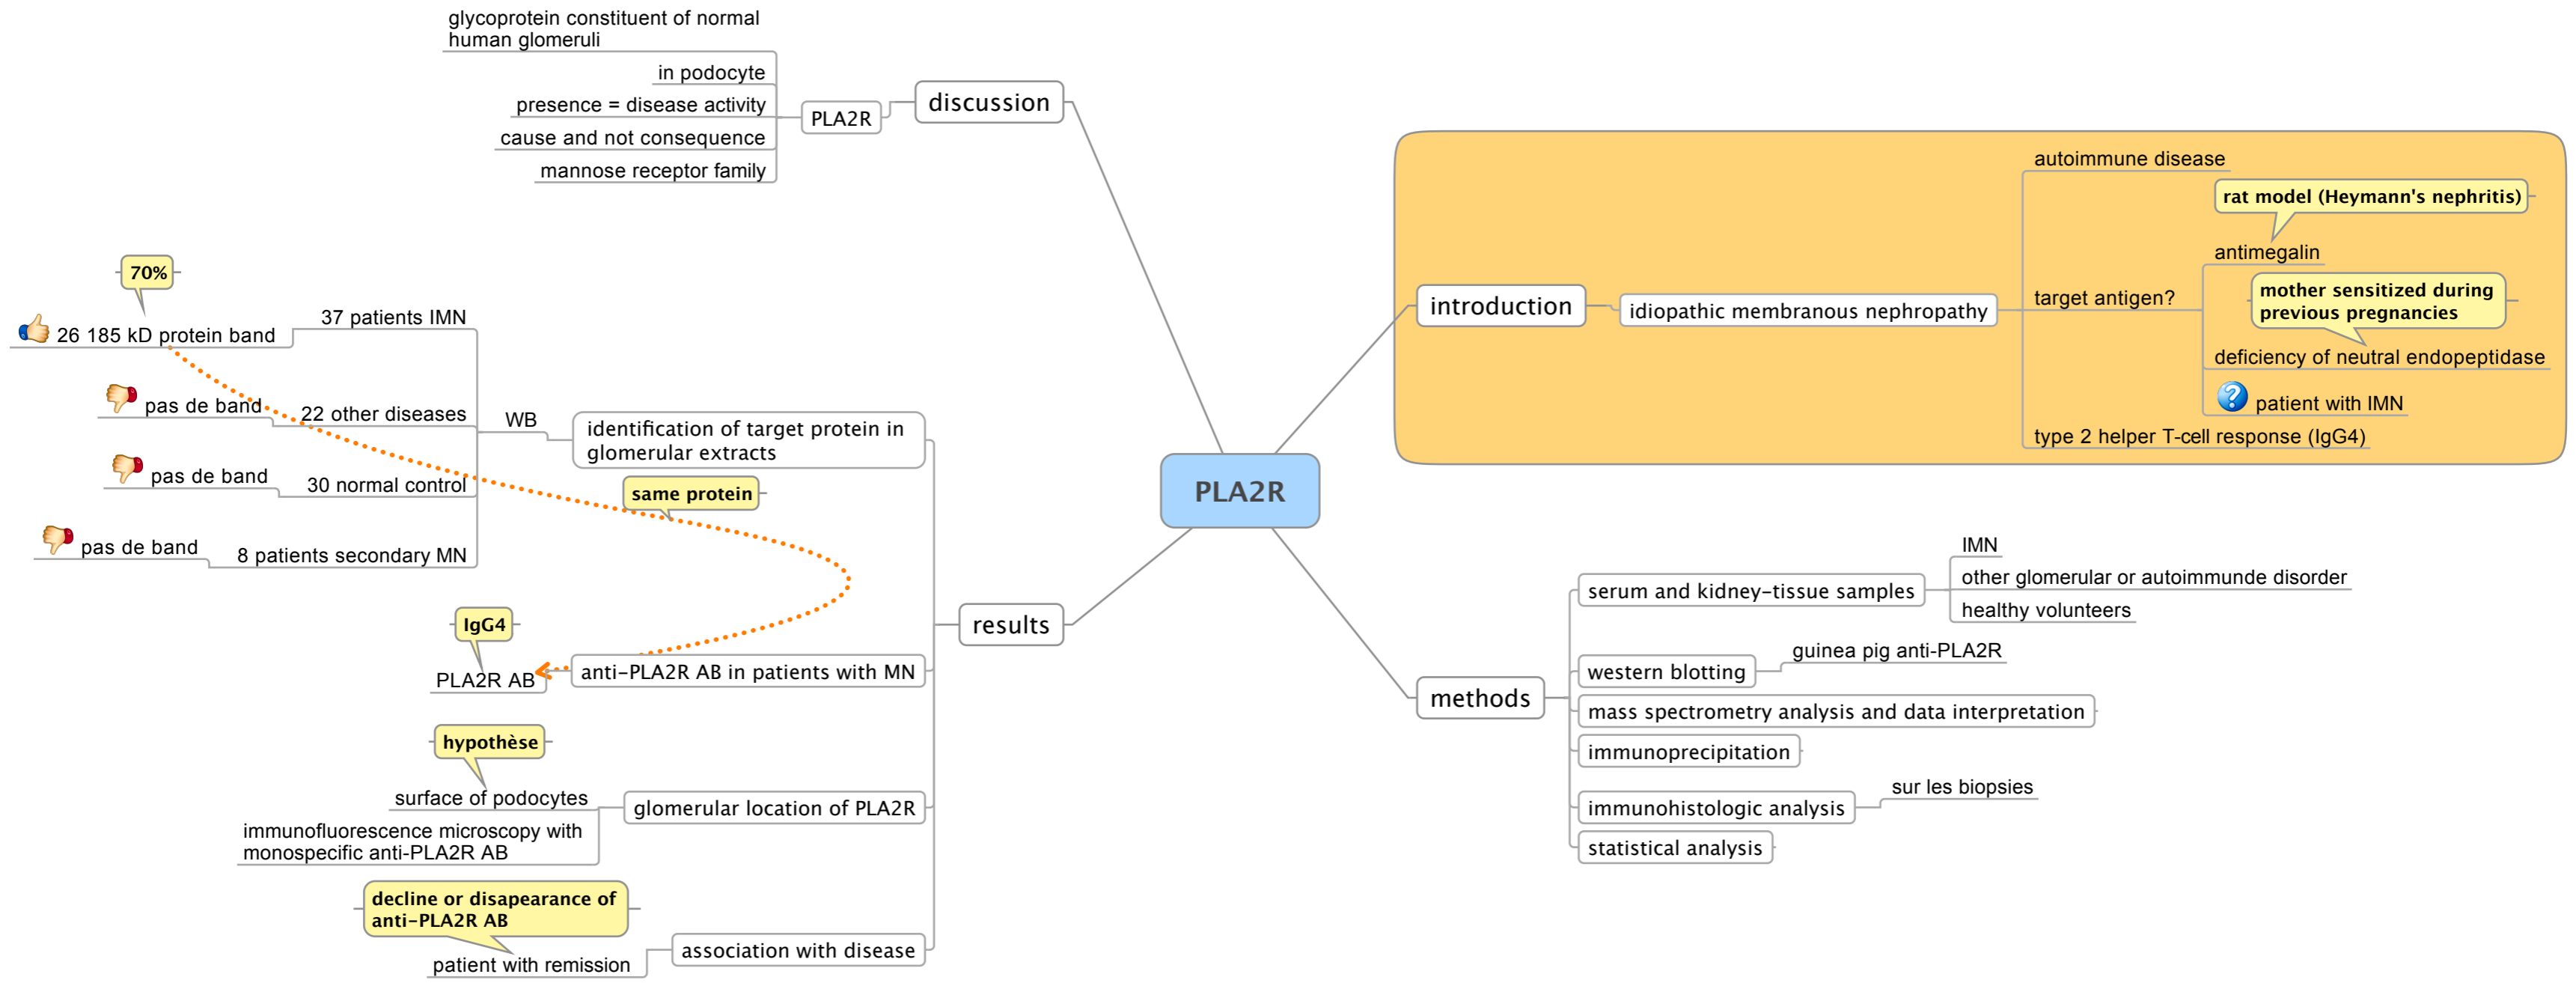 PLA2R
introduction
idiopathic membranous nephropathy
autoimmune disease
target antigen?
rat model (Heymann's nephritis)
antimegalin
mother sensitized during
previous pregnancies
deficiency of neutral endopeptidase
patient with IMN
type 2 helper T-cell response (IgG4)
methods
serum and kidney-tissue samples
IMN
other glomerular or autoimmunde disorder
healthy volunteers
western blotting
guinea pig anti-PLA2R
mass spectrometry analysis and data interpretation
immunoprecipitation
immunohistologic analysis
sur les biopsies
statistical analysis
results
identification of target protein in
glomerular extracts
WB
37 patients IMN
70%
26 185 kD protein band
22 other diseases
pas de band
30 normal control
pas de band
8 patients secondary MN
pas de band
same protein
anti-PLA2R AB in patients with MN
IgG4
PLA2R AB
glomerular location of PLA2R
hypothèse
surface of podocytes
immunofluorescence microscopy with
monospecific anti-PLA2R AB
association with disease
decline or disapearance of
anti-PLA2R AB
patient with remission
discussion
PLA2R
glycoprotein constituent of normal
human glomeruli
in podocyte
presence = disease activity
cause and not consequence
mannose receptor family